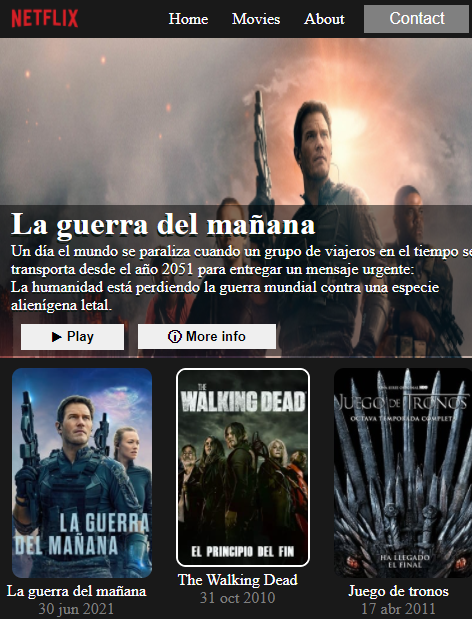 NETFLIX
Home Movies About Contact
La guerra del mañana
Un día el mundo se paraliza cuando un grupo de viajeros en el tiempo se
transporta desde el año 2051 para entregar un mensaje urgente:
La humanidad está perdiendo la guerra mundial contra una especie
alienígena letal.
Play
More info
LA GUERRA
DEL MAÑANA
THE
WALKING DEAD
EL PRINCIPIO DEL FIN
JUEGO DE TRONOS
OCTAVA TEMPORADA COMPLET
HA LLEGADO
EL FINAL
La guerra del mañana
30 jun 2021
The Walking Dead
31 oct 2010
Juego de tronos
17 abr 2011